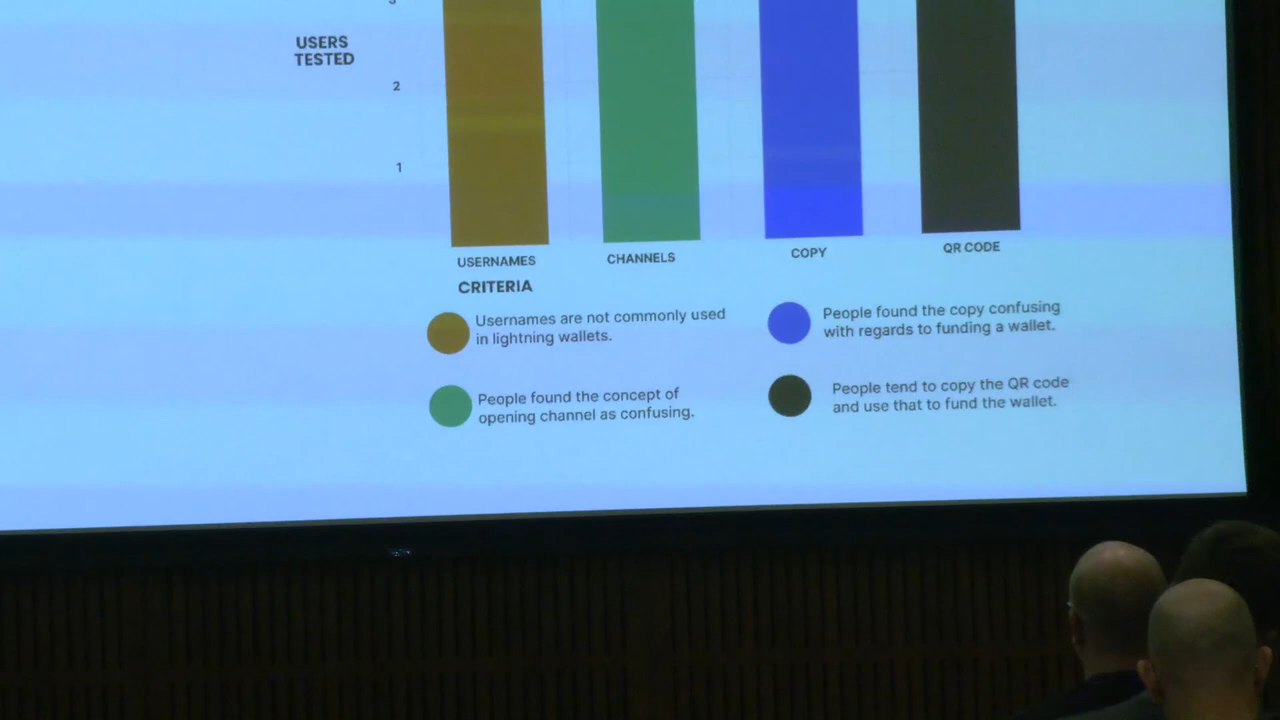 3
USERS
TESTED
2
1
USERNAMES
CHANNELS
COPY
QR CODE
CRITERIA
Usernames are not commonly used
in lightning wallets.
People found the copy confusing
with regards to funding a wallet.
People found the concept of
opening channel as confusing.
People tend to copy the QR code
and use that to fund the wallet.